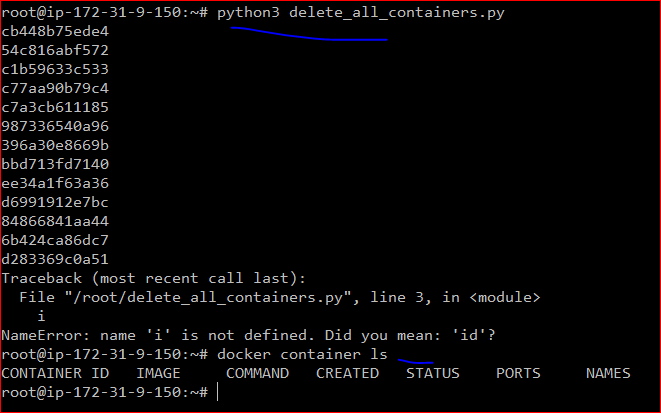 root@ip-172-31-9-150:~# python3 delete_all_containers.py
cb448b75ede4
54c816abf572
c1b59633c533
c77aa90b79c4
c7a3cb611185
987336540a96
396a30e8669b
bbd713fd7140
ee34a1f63a36
d6991912e7bc
84866841aa44
6b424ca86dc7
d283369c0a51
Traceback (most recent call last):
  File "/root/delete_all_containers.py", line 3, in <module>
    i
NameError: name 'i' is not defined. Did you mean: 'id'?
root@ip-172-31-9-150:~# docker container ls
CONTAINER ID   IMAGE     COMMAND   CREATED   STATUS    PORTS     NAMES
root@ip-172-31-9-150:~#